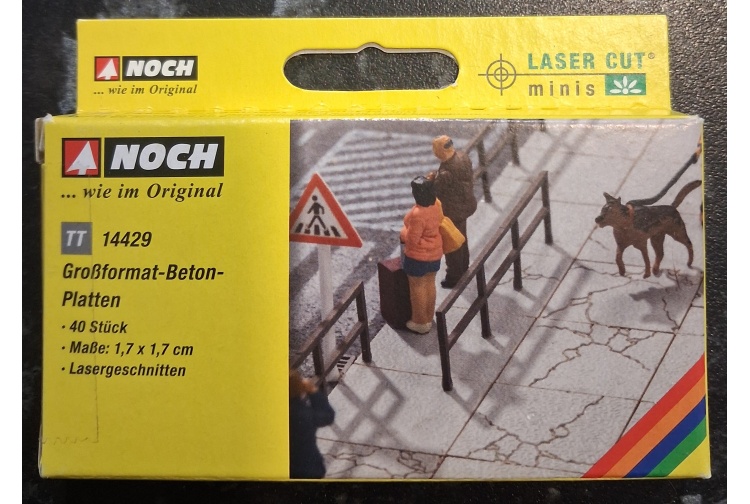 NOCH
... wie im Original
LASER CUT®
minis
NOCH
... wie im Original
TT 14429
Großformat-Beton-
Platten
· 40 Stück
· Maße: 1,7 x 1,7 cm
· Lasergeschnitten